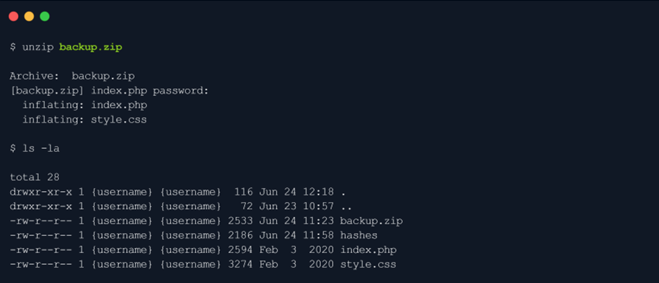 $ unzip backup.zip
Archive:  backup.zip
[backup.zip] index.php password:
  inflating: index.php
  inflating: style.css
$ ls -la
total 28
drwxr-xr-x 1 {username} {username}  116 Jun 24 12:18 .
drwxr-xr-x 1 {username} {username}   72 Jun 23 10:57 ..
-rw-r--r-- 1 {username} {username} 2533 Jun 24 11:23 backup.zip
-rw-r--r-- 1 {username} {username} 2186 Jun 24 11:58 hashes
-rw-r--r-- 1 {username} {username} 2594 Feb  3  2020 index.php
-rw-r--r-- 1 {username} {username} 3274 Feb  3  2020 style.css